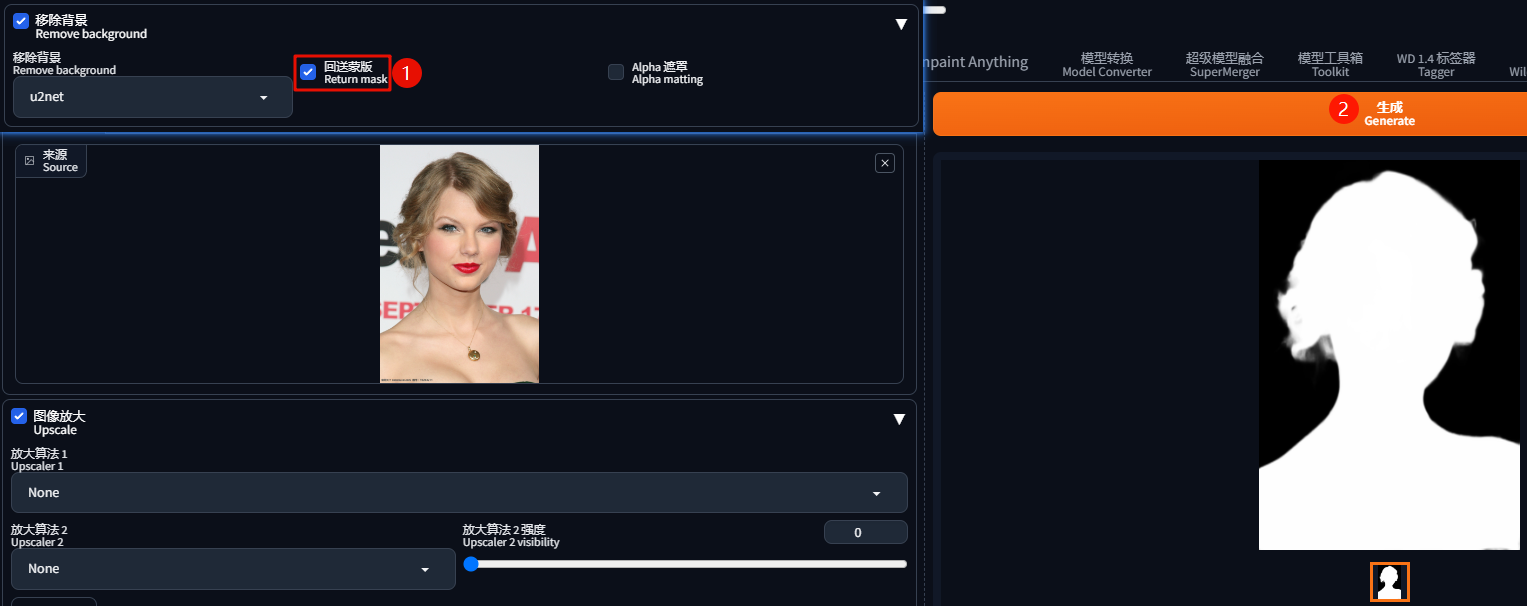 移除背景
Remove background
移除背景
Remove background
u2net
回送蒙版
Return mask
1
Alpha 遮罩
Alpha matting
来源
Source
SEP
ER 17
图像放大
Upscale
放大算法 1
Upscaler 1
None
放大算法 2
Upscaler 2
None
放大算法 2 强度
Upscaler 2 visibility
0
npaint Anything
模型转换
Model Converter
超级模型融合
SuperMerger
模型工具箱
Toolkit
WD 1.4 标签器
Tagger
Wil
2
生成
Generate